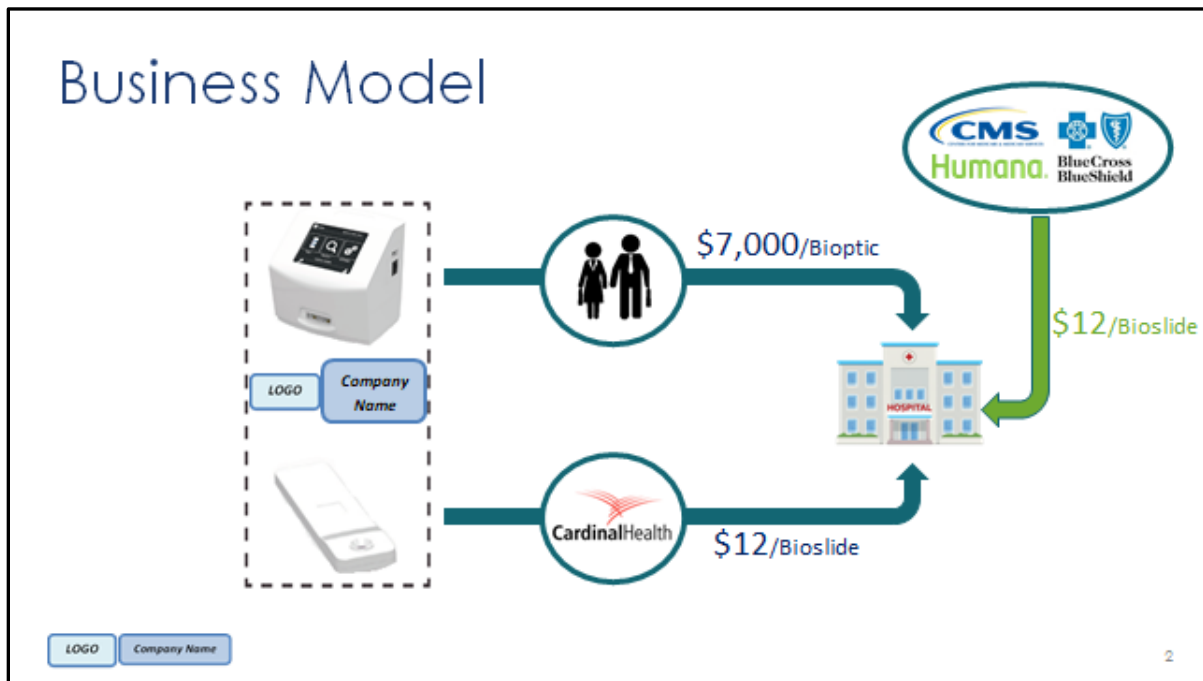 Business Model
CMS
Humana.
BlueCross
BlueShield
$7,000/Bioptic
$12/Bioslide
LOGO
Company
Name
HOSPITAL
CardinalHealth
$12/Bioslide
LOGO
Company Name
2